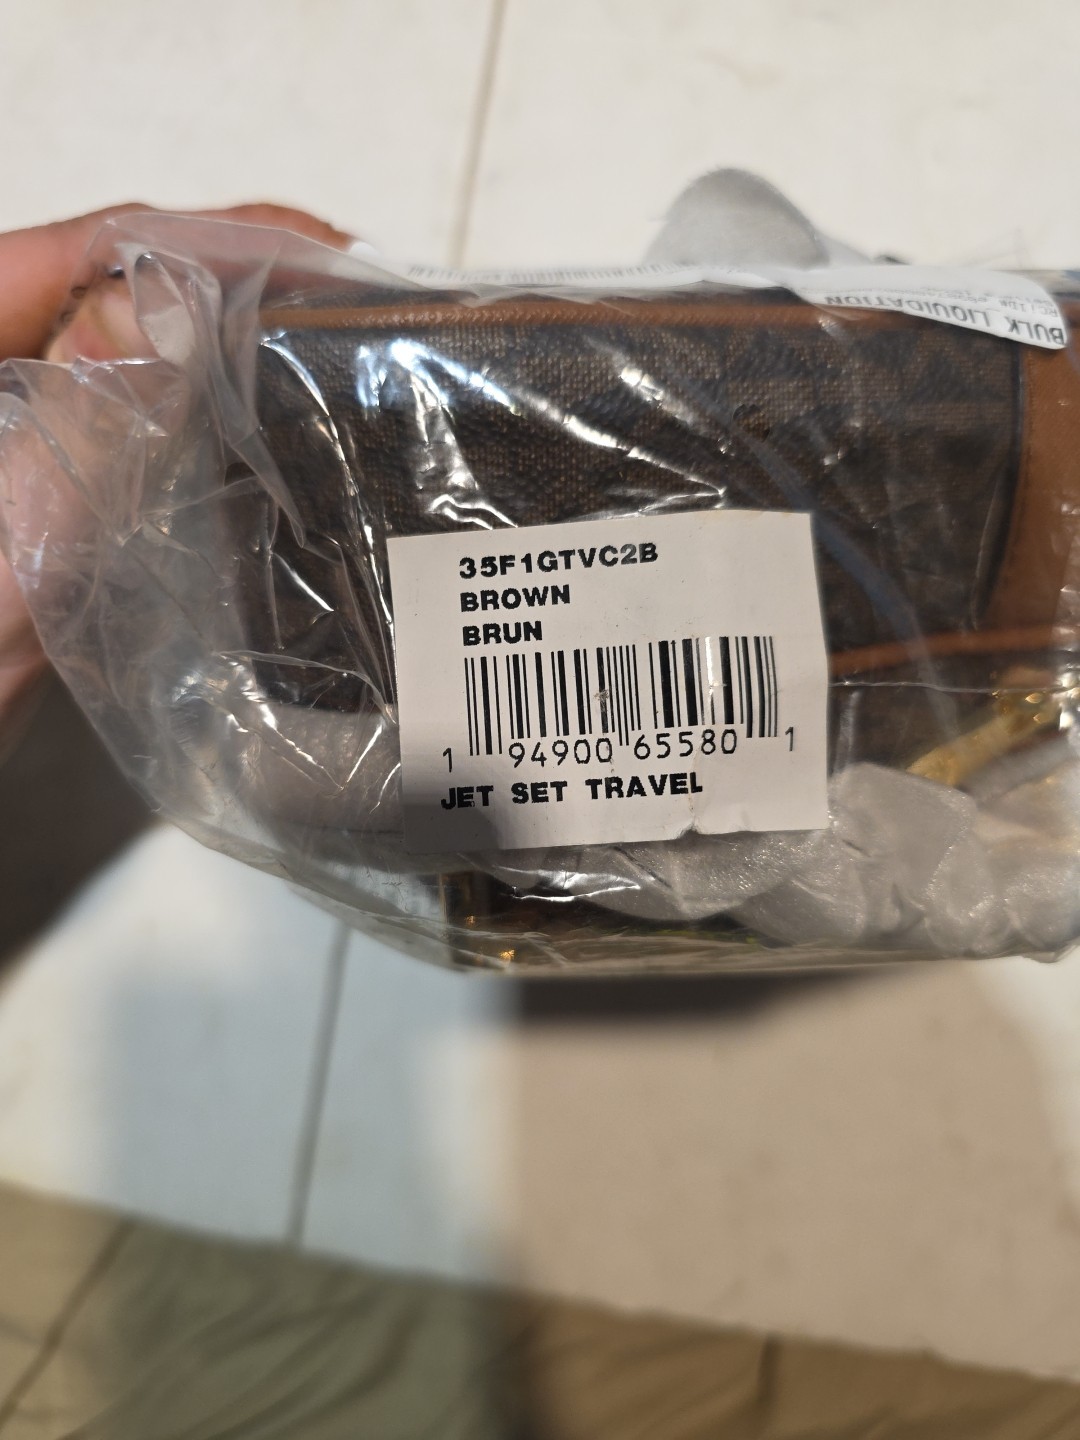 BULK LIQUIDATION
35F1GTVC2B
BROWN
BRUN
1 94900 65580 1
JET SET TRAVEL